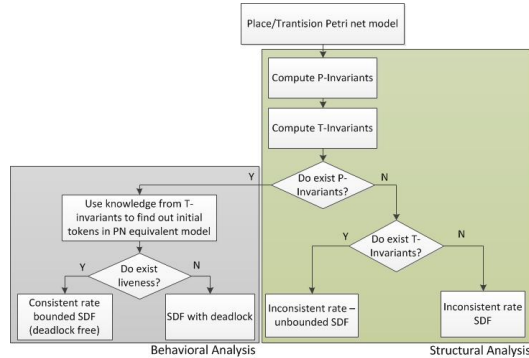 Place/Trantision Petri net model
Compute P-Invariants
Compute T-Invariants
Do exist P-
Invariants?
Y
N
Use knowledge from T-
invariants to find out initial
tokens in PN equivalent model
Do exist T-
Invariants?
Y
N
Do exist
liveness?
Y
N
Consistent rate
bounded SDF
(deadlock free)
SDF with deadlock
Inconsistent rate –
unbounded SDF
Inconsistent rate
SDF
Behavioral Analysis
Structural Analysis